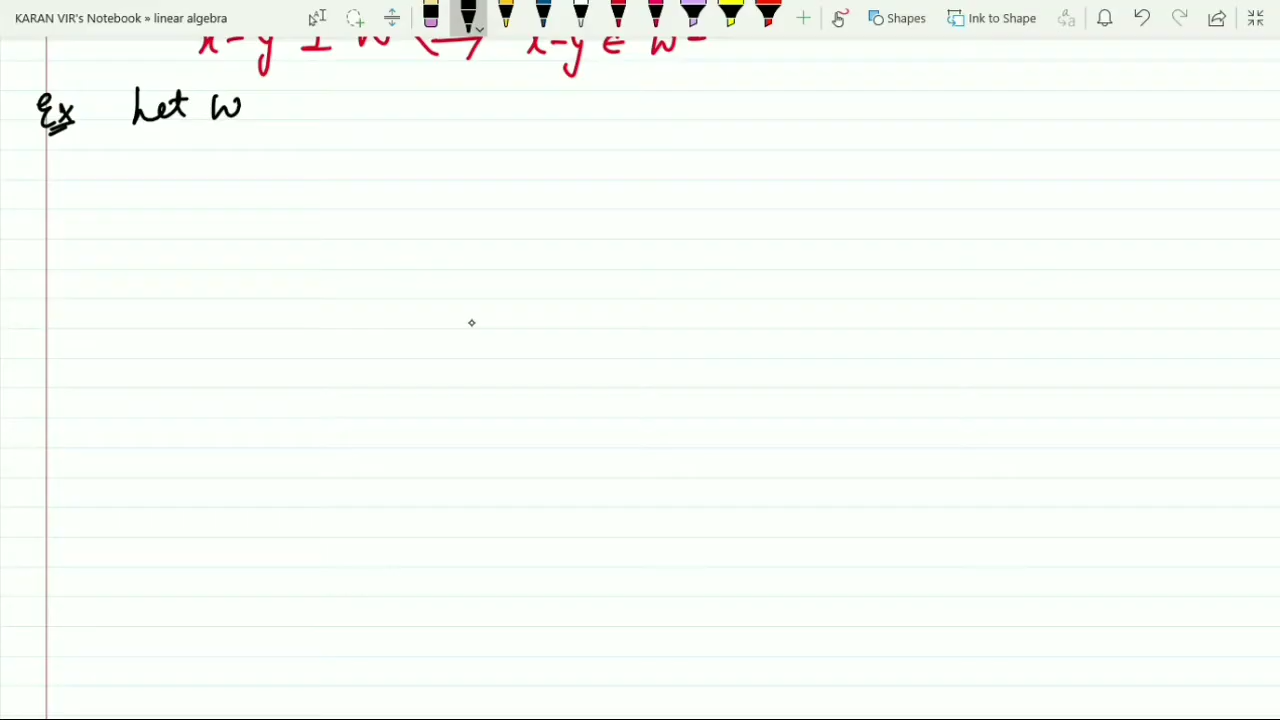 KARAN VIR's Notebook » linear algebra
Shapes
Ink to Shape
x-y ⊥ W ⟷ x-y ∈ W
Ex Let W